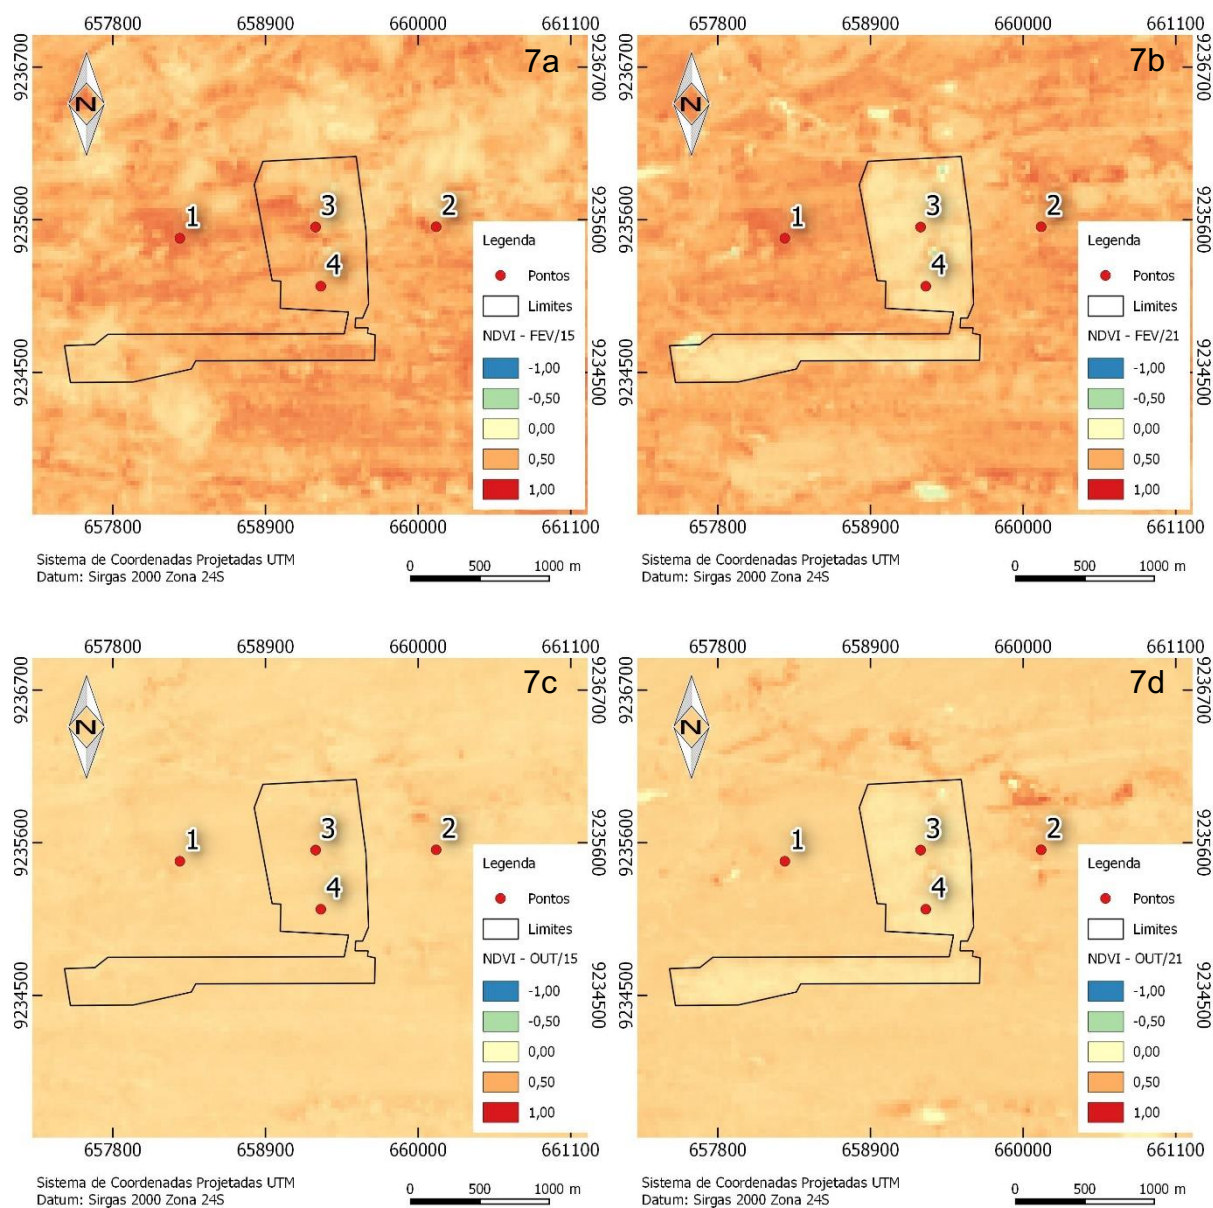 657800 658900 660000 661100
7a
9236700
9236700
N
1
3
2
9235600
9235600
4
Legenda
Pontos
Limites
NDVI - FEV/15
9234500
9234500
-1,00
-0,50
0,00
0,50
1,00
657800 658900 660000 661100
Sistema de Coordenadas Projetadas UTM
Datum: Sirgas 2000 Zona 24S
0 500 1000 m
657800 658900 660000 661100
7b
9236700
9236700
N
1
3
2
9235600
9235600
4
Legenda
Pontos
Limites
NDVI - FEV/21
9234500
9234500
-1,00
-0,50
0,00
0,50
1,00
657800 658900 660000 661100
Sistema de Coordenadas Projetadas UTM
Datum: Sirgas 2000 Zona 24S
0 500 1000 m
657800 658900 660000 661100
7c
9236700
9236700
N
1
3
2
9235600
9235600
4
Legenda
Pontos
Limites
NDVI - OUT/15
9234500
9234500
-1,00
-0,50
0,00
0,50
1,00
657800 658900 660000 661100
Sistema de Coordenadas Projetadas UTM
Datum: Sirgas 2000 Zona 24S
0 500 1000 m
657800 658900 660000 661100
7d
9236700
9236700
N
1
3
2
9235600
9235600
4
Legenda
Pontos
Limites
NDVI - OUT/21
9234500
9234500
-1,00
-0,50
0,00
0,50
1,00
657800 658900 660000 661100
Sistema de Coordenadas Projetadas UTM
Datum: Sirgas 2000 Zona 24S
0 500 1000 m